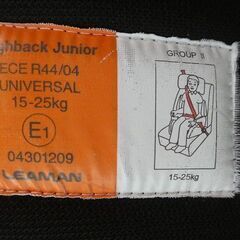 ghback Junior
ECE R44/04
UNIVERSAL
15-25kg
E1
04301209
LEAMAN
GROUP II
15-25kg